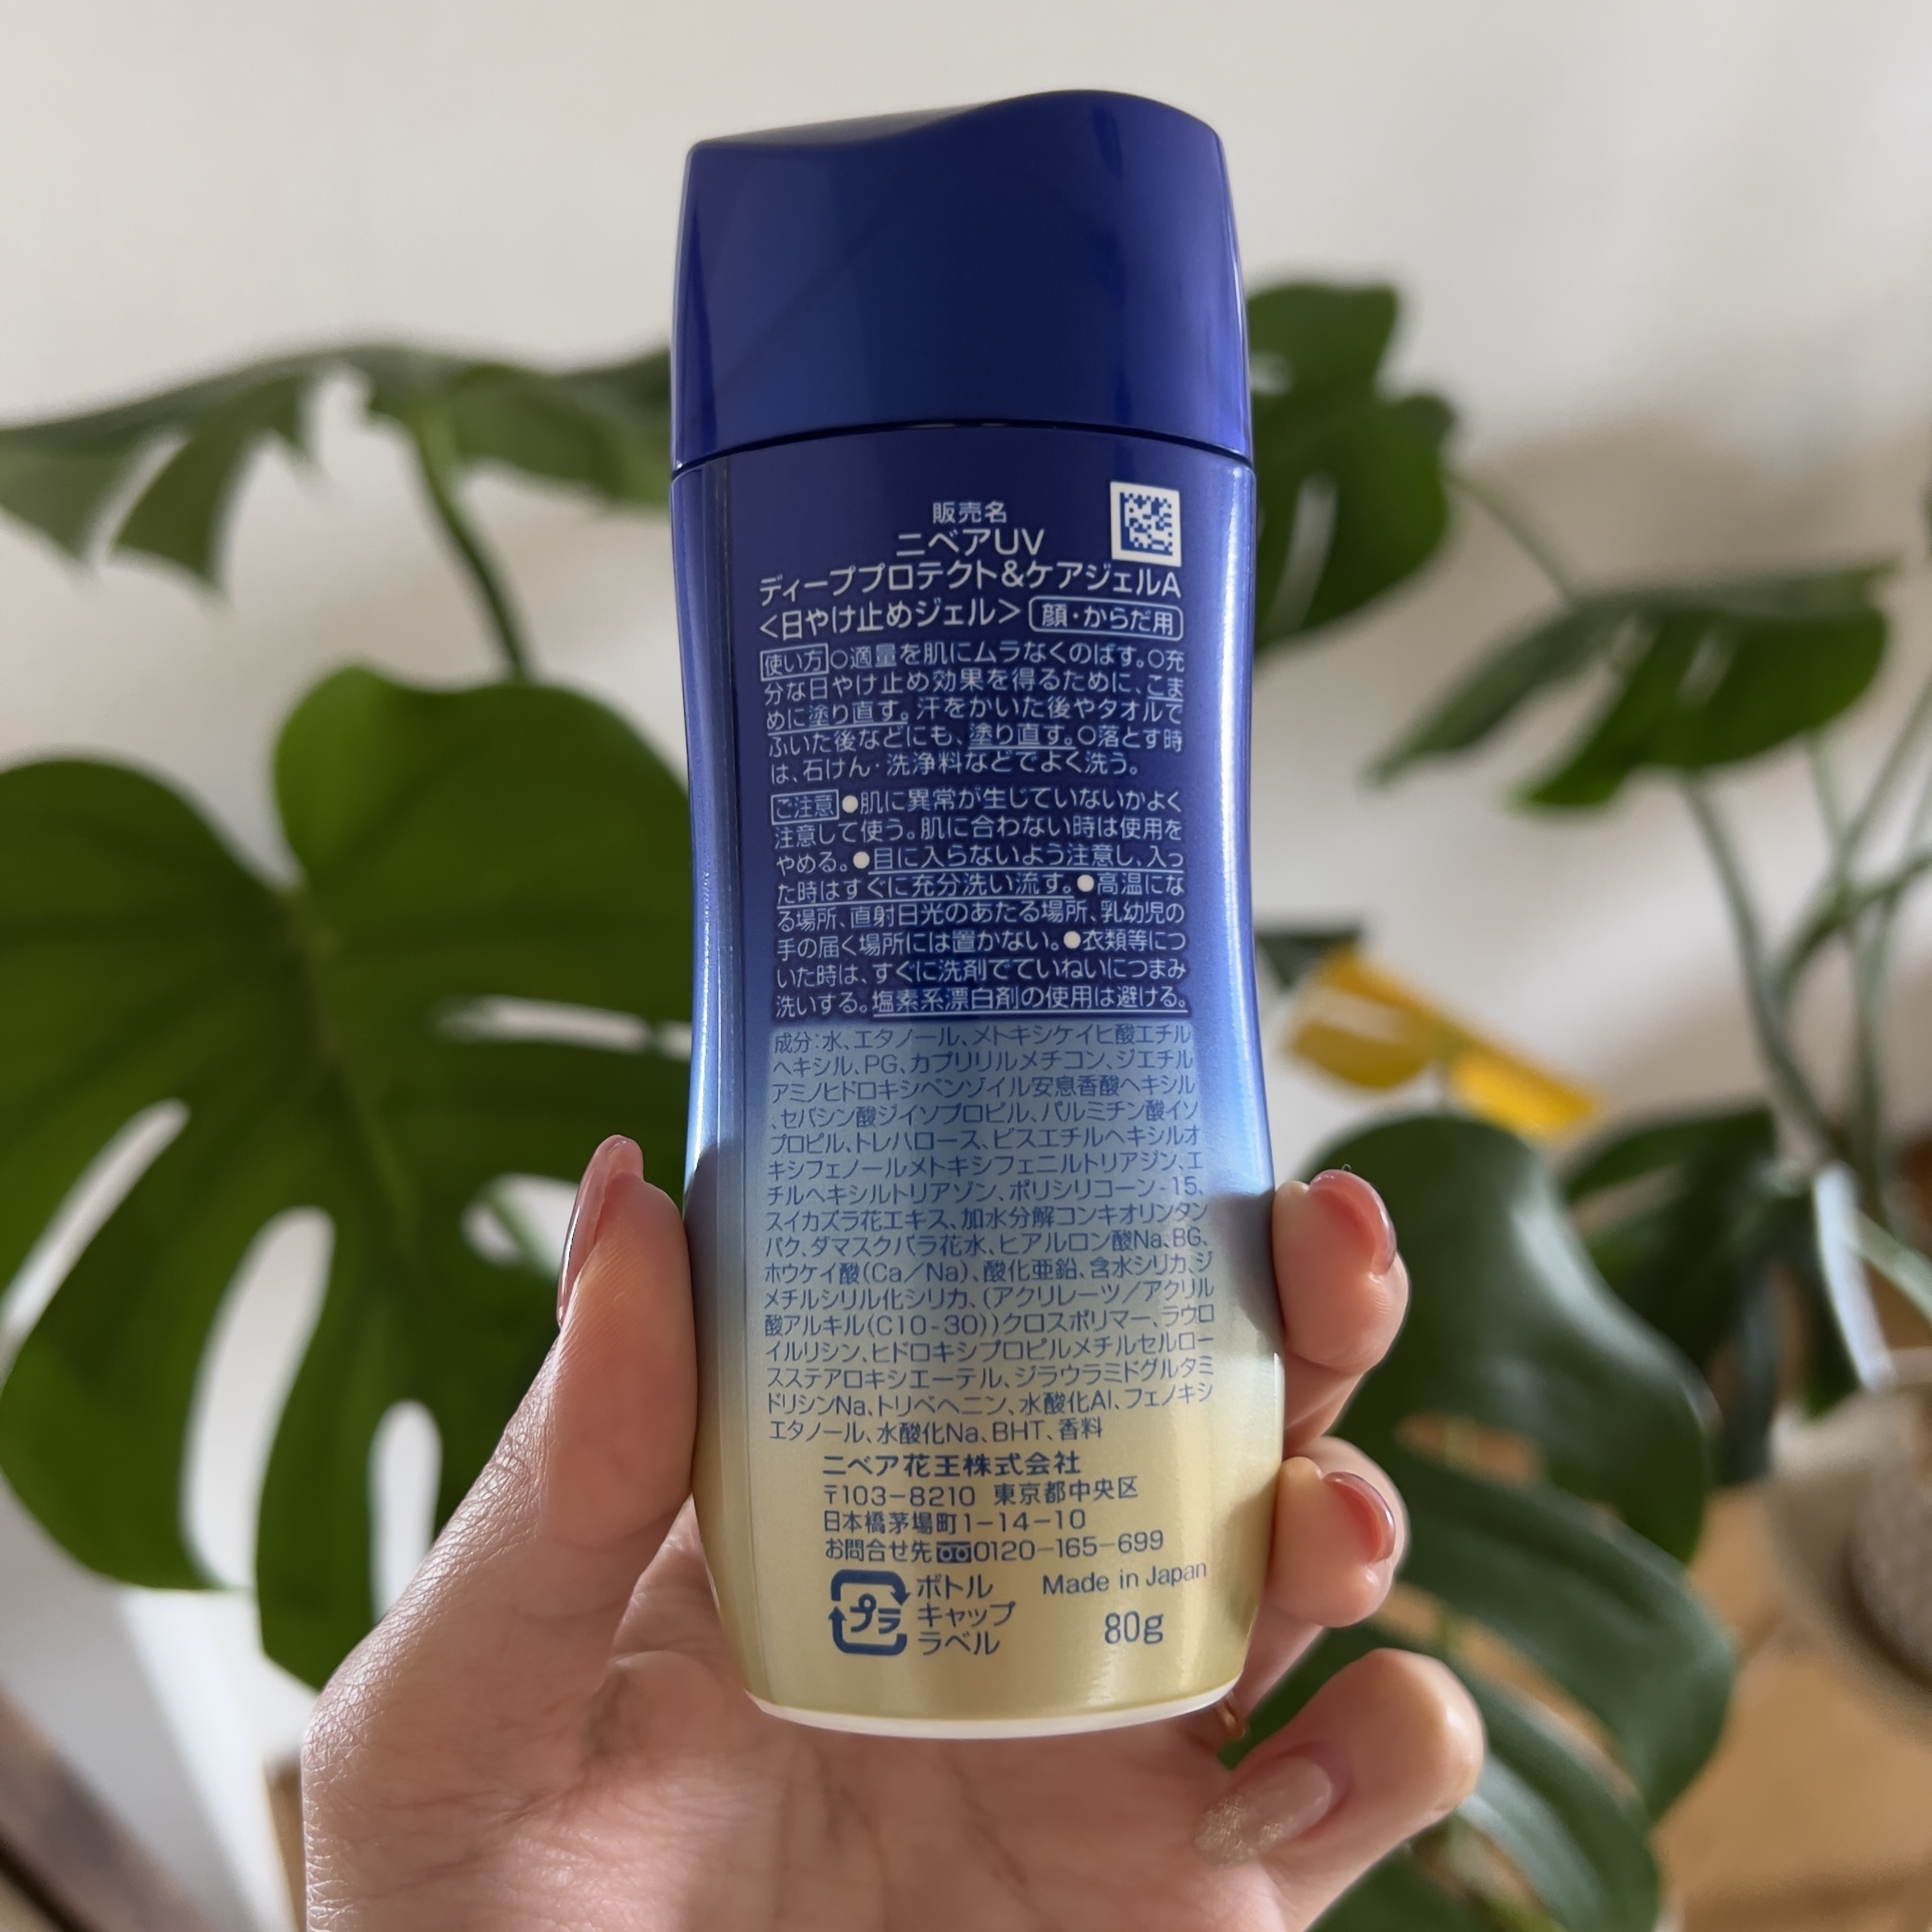 販売名
ニベアUV
ディーププロテクト&ケアジェルA
<日やけ止めジェル> 顔・からだ用
使い方○適量を肌にムラなくのばす。○充
分な日やけ止め効果を得るために、こま
めに塗り直す。汗をかいた後やタオルで
ふいた後などにも、塗り直す。○落とす時
は、石けん・洗浄料などでよく洗う。
ご注意●肌に異常が生じていないかよく
注意して使う。肌に合わない時は使用を
やめる。●目に入らないよう注意し、入っ
た時はすぐに充分洗い流す。●高温にな
る場所、直射日光のあたる場所、乳幼児の
手の届く場所には置かない。●衣類等につ
いた時は、すぐに洗剤でていねいにつまみ
洗いする。塩素系漂白剤の使用は避ける。
成分:水、エタノール、メトキシケイヒ酸エチル
ヘキシル、PG、カプリリルメチコン、ジエチル
アミノヒドロキシベンゾイル安息香酸ヘキシル
、セバシン酸ジイソプロピル、パルミチン酸イソ
プロピル、トレハロース、ビスエチルヘキシルオ
キシフェノールメトキシフェニルトリアジン、エ
チルヘキシルトリアゾン、ポリシリコーン-15、
スイカズラ花エキス、加水分解コンキオリンタン
パク、ダマスクバラ花水、ヒアルロン酸Na、BG、
ホウケイ酸(Ca/Na)、酸化亜鉛、含水シリカ、ジ
メチルシリル化シリカ、(アクリレーツ/アクリル
酸アルキル(C10-30))クロスポリマー、ラウロ
イルリシン、ヒドロキシプロピルメチルセルロー
スステアロキシエーテル、ジラウラミドグルタミ
ドリシンNa、トリベヘニン、水酸化Al、フェノキシ
エタノール、水酸化Na、BHT、香料
ニベア花王株式会社
〒103-8210 東京都中央区
日本橋茅場町1-14-10
お問合せ先 0120-165-699
プラ ボトル Made in Japan
キャップ
ラベル 80g